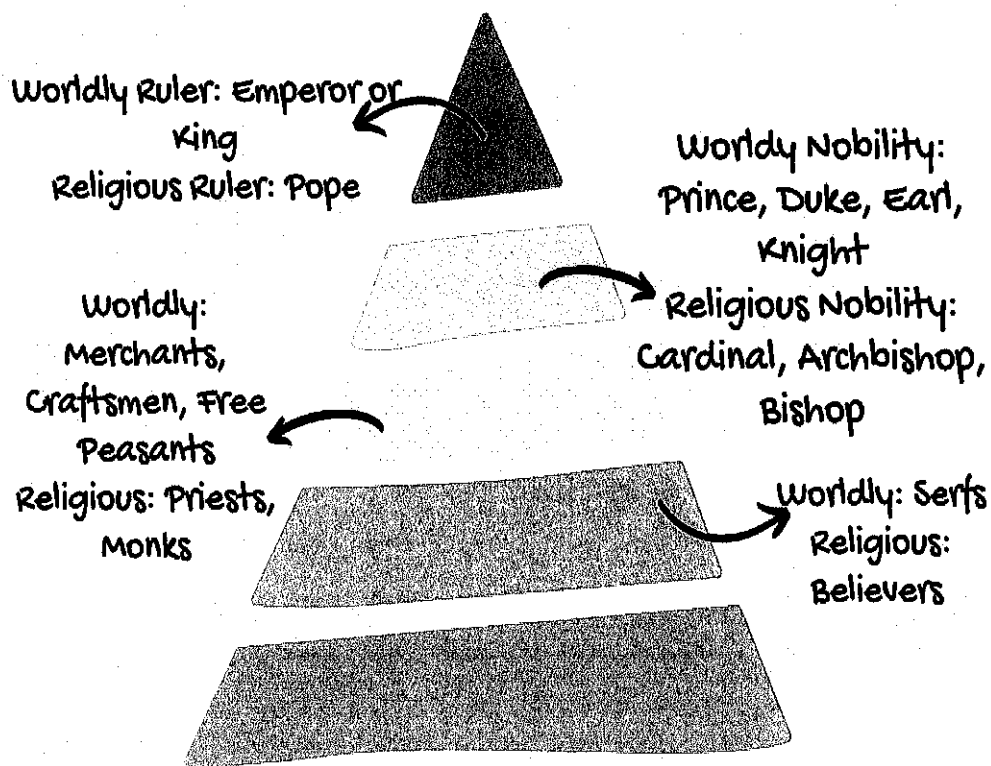 Worldly Ruler: Emperor or
King
Religious Ruler: Pope
Worldy Nobility:
Prince, Duke, Earl,
Knight
Religious Nobility:
Cardinal, Archbishop,
Bishop
Worldly:
Merchants,
Craftsmen, Free
Peasants
Religious: Priests,
Monks
Worldly: Serfs
Religious:
Believers